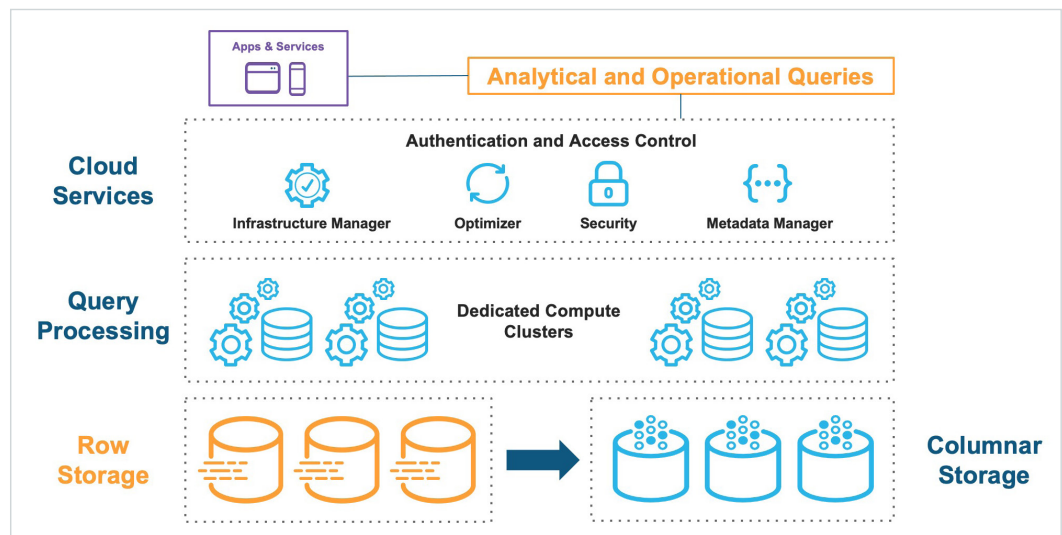 Apps & Services
Analytical and Operational Queries
Cloud
Services
Authentication and Access Control
0
Infrastructure Manager
Optimizer
Security
Metadata Manager
Query
Processing
Dedicated Compute
Clusters
Row
Storage
Columnar
Storage